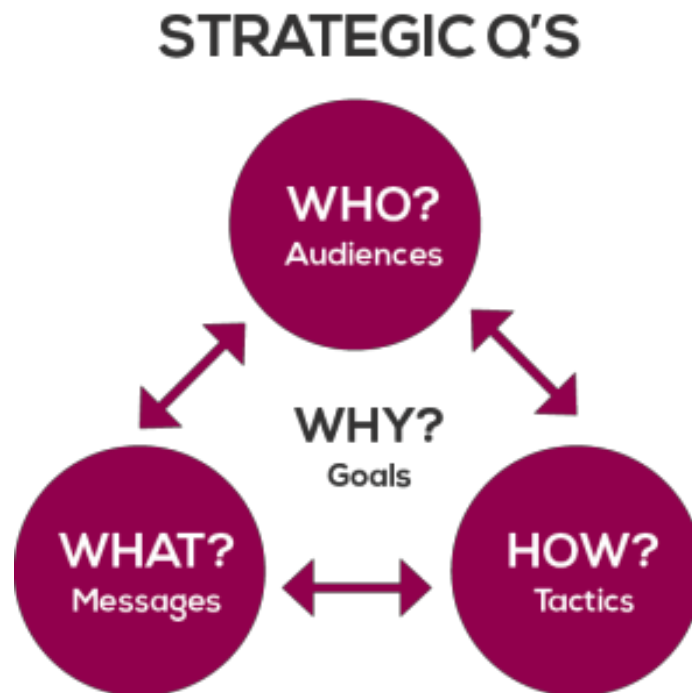 STRATEGIC Q'S
WHO?
Audiences
WHY?
Goals
WHAT?
Messages
HOW?
Tactics